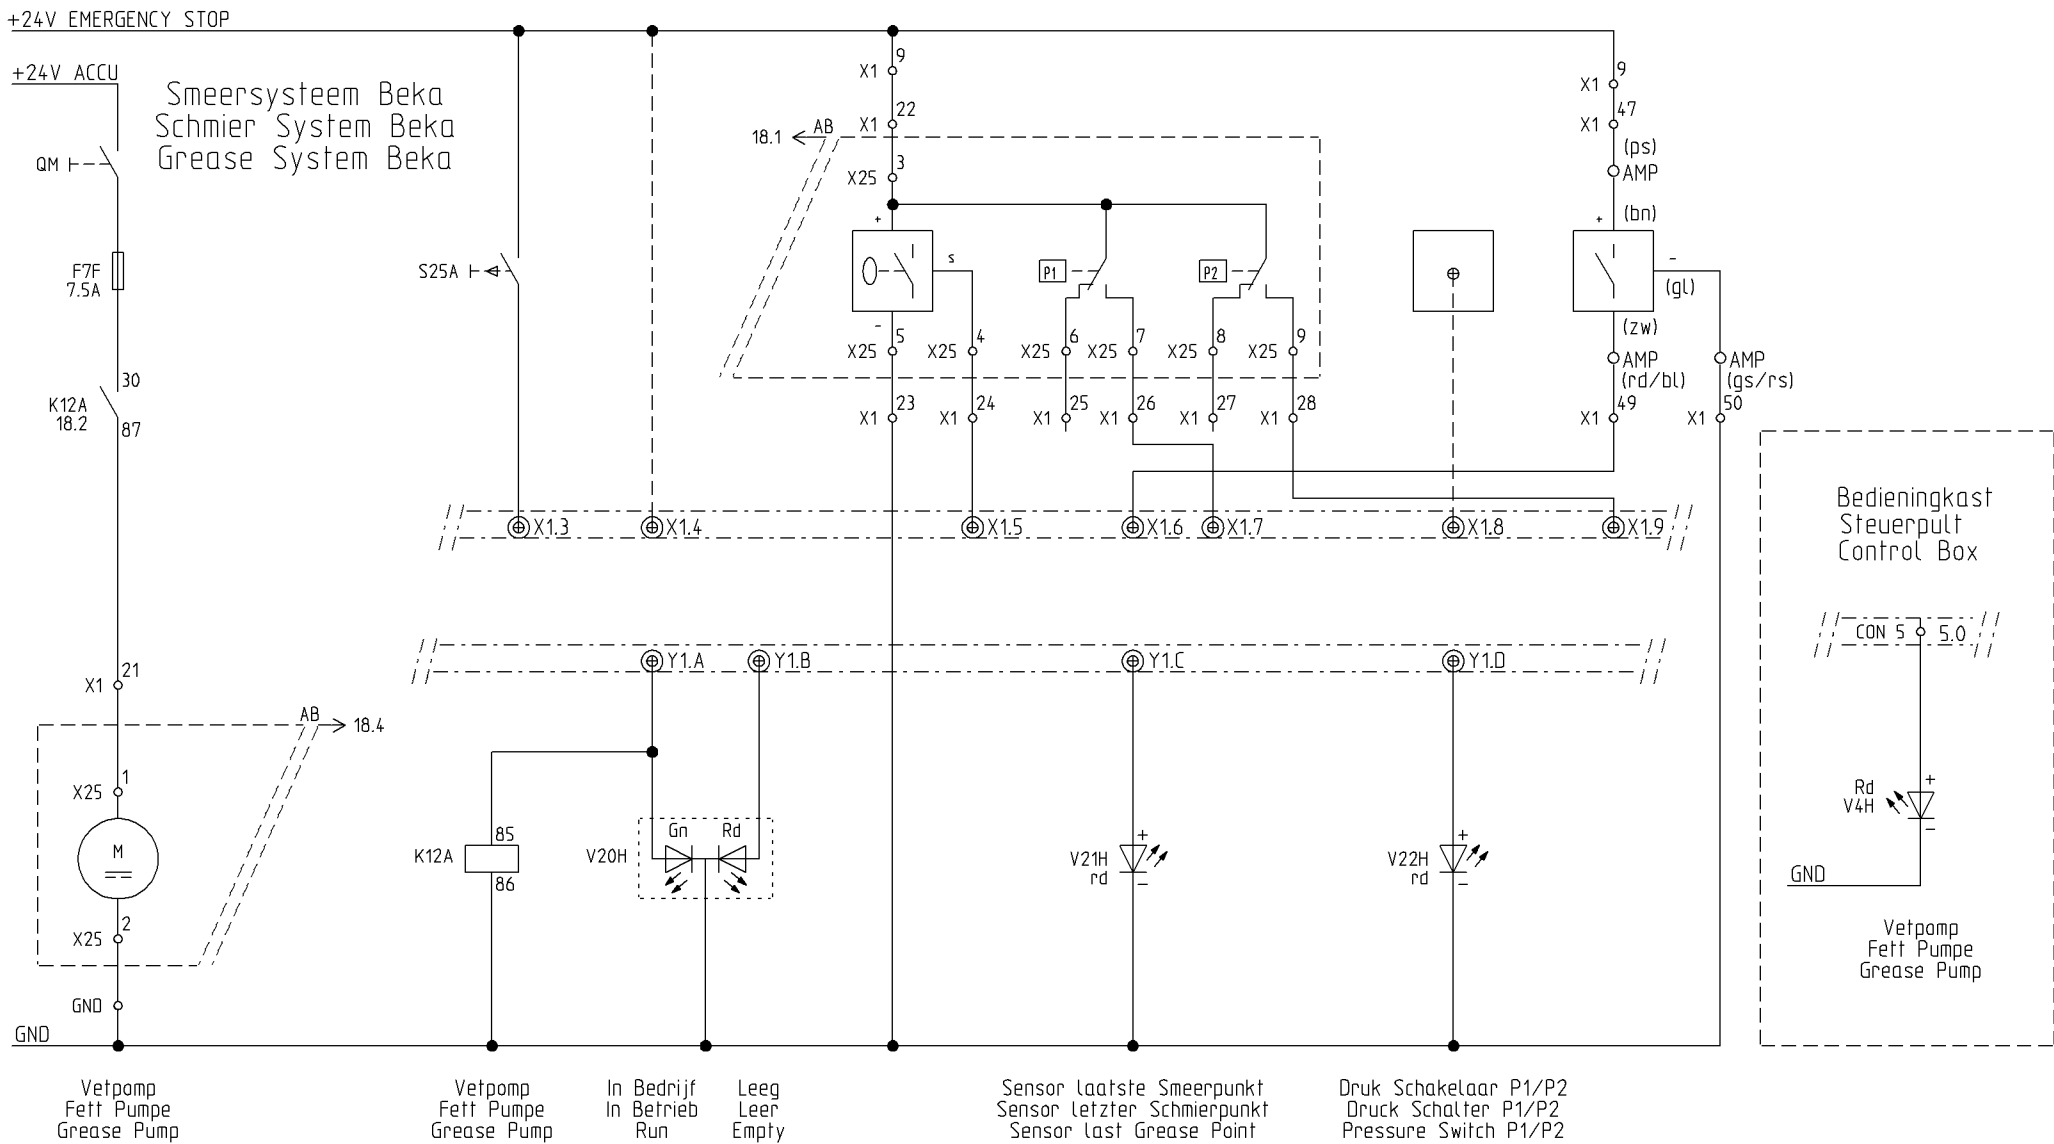 +24V EMERGENCY STOP
+24V ACCU
Smeersysteem Beka
Schmier System Beka
Grease System Beka
QM
F7F
7.5A
30
K12A
18.2
87
X1 21
AB 18.4
X25 1
M
X25 2
GND
GND
S25A
9
X1
22
X1
18.1 AB
3
X25
+
s
-
P1
P2
5 4 6 7 8 9
X25 X25 X25 X25 X25 X25
23 24 25 26 27 28
X1 X1 X1 X1 X1 X1
9
X1
47
X1
(ps)
AMP
+ (bn)
-
(gl)
(zw)
AMP AMP
(rd/bl) (gs/rs)
49 50
X1 X1
X1.3 X1.4 X1.5 X1.6 X1.7 X1.8 X1.9
Y1.A Y1.B Y1.C Y1.D
85
K12A
86
Gn Rd
V20H
+
V21H
rd
-
+
V22H
rd
-
Bedieningkast
Steuerpult
Control Box
CON 5 5.0
Rd +
V4H
-
GND
Vetpomp
Fett Pumpe
Grease Pump
Vetpomp
Fett Pumpe
Grease Pump
Vetpomp
Fett Pumpe
Grease Pump
In Bedrijf
In Betrieb
Run
Leeg
Leer
Empty
Sensor laatste Smeerpunkt
Sensor letzter Schmierpunkt
Sensor last Grease Point
Druk Schakelaar P1/P2
Druck Schalter P1/P2
Pressure Switch P1/P2